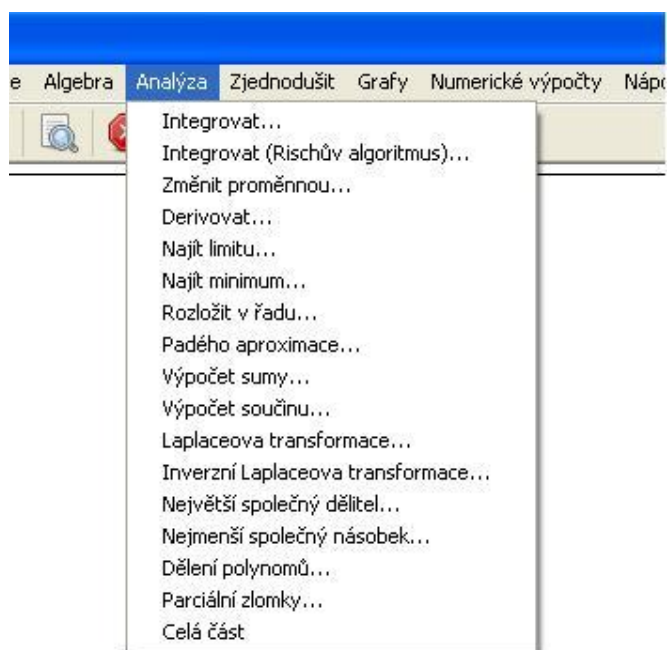 e Algebra Analýza Zjednodušit Grafy Numerické výpočty Nápo
Integrovat...
Integrovat (Rischův algoritmus)...
Změnit proměnnou...
Derivovat...
Najít limitu...
Najít minimum...
Rozložit v řadu...
Padého aproximace...
Výpočet sumy...
Výpočet součinu...
Laplaceova transformace...
Inverzní Laplaceova transformace...
Největší společný dělitel...
Nejmenší společný násobek...
Dělení polynomů...
Parciální zlomky...
Celá část